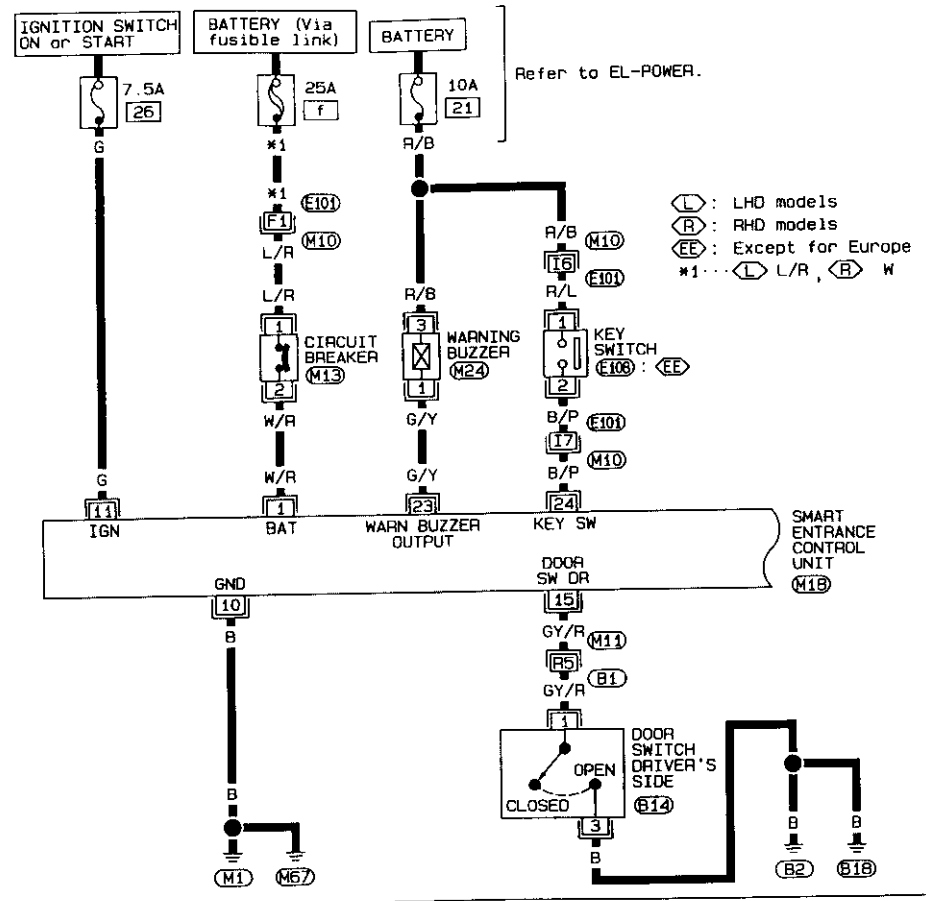 IGNITION SWITCH
ON or START
BATTERY (Via
fusible link)
BATTERY
Refer to EL-POWER.
7.5A
26
25A
f
10A
21
G
*1
R/B
*1
E101
F1
M10
L/R
R/B
M10
I6
E101
R/L
L : LHD models
R : RHD models
EE : Except for Europe
*1··· L L/R, R W
L/R
R/B
1
CIRCUIT
BREAKER
M13
2
3
WARNING
BUZZER
M24
1
1
KEY
SWITCH
E108 : EE
2
W/R
G/Y
B/P
E101
I7
M10
G
W/R
G/Y
B/P
11
1
23
24
IGN
BAT
WARN BUZZER
OUTPUT
KEY SW
SMART
ENTRANCE
CONTROL
UNIT
M18
GND
DOOR
SW DR
10
15
B
GY/R
M11
R5
B1
GY/R
1
DOOR
SWITCH
DRIVER'S
SIDE
B14
OPEN
CLOSED
3
B
B
B
B
M1
M67
B2
B18